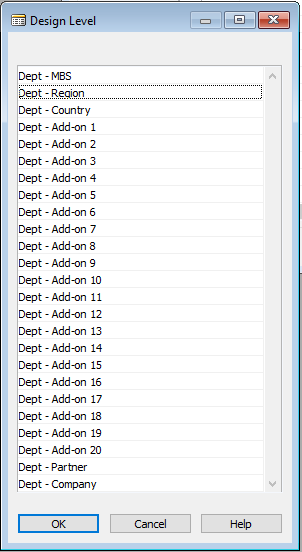 Design Level
Dept - MBS
Dept - Region
Dept - Country
Dept - Add-on 1
Dept - Add-on 2
Dept - Add-on 3
Dept - Add-on 4
Dept - Add-on 5
Dept - Add-on 6
Dept - Add-on 7
Dept - Add-on 8
Dept - Add-on 9
Dept - Add-on 10
Dept - Add-on 11
Dept - Add-on 12
Dept - Add-on 13
Dept - Add-on 14
Dept - Add-on 15
Dept - Add-on 16
Dept - Add-on 17
Dept - Add-on 18
Dept - Add-on 19
Dept - Add-on 20
Dept - Partner
Dept - Company
OK Cancel Help